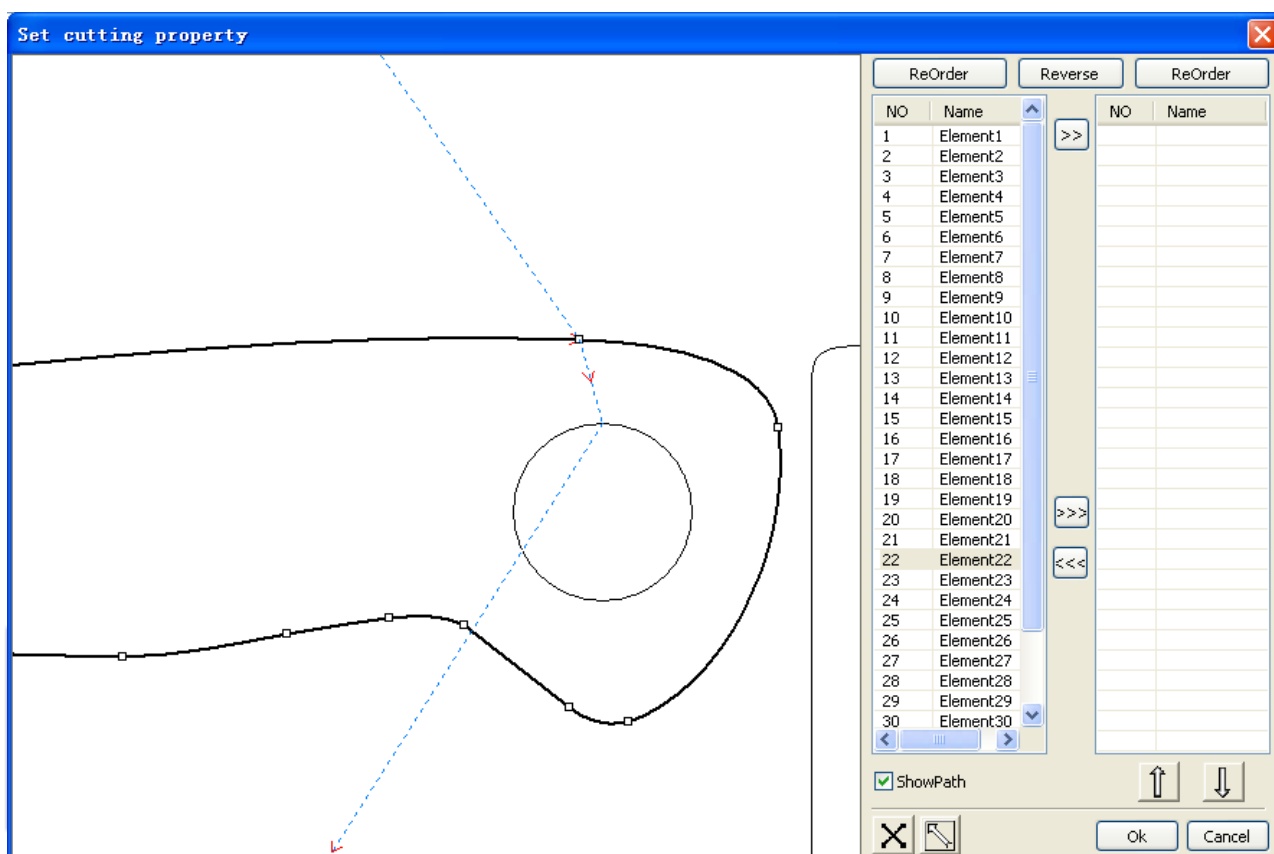 Set cutting property
ReOrder Reverse ReOrder
NO Name NO Name
>>
1 Element1
2 Element2
3 Element3
4 Element4
5 Element5
6 Element6
7 Element7
8 Element8
9 Element9
10 Element10
11 Element11
12 Element12
13 Element13
14 Element14
15 Element15
16 Element16
17 Element17
18 Element18
19 Element19
20 Element20
>>>
21 Element21
22 Element22
<<<
23 Element23
24 Element24
25 Element25
26 Element26
27 Element27
28 Element28
29 Element29
30 Element30
ShowPath
Ok Cancel